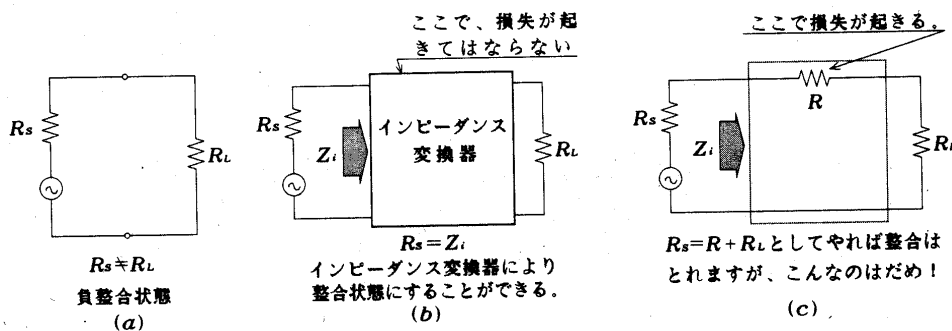 Rs
RL
Rs≒RL
負整合状態
(a)
ここで、損失が起
きてはならない
Rs
Zi
インピーダンス
変換器
RL
Rs=Zi
インピーダンス変換器により
整合状態にすることができる。
(b)
ここで損失が起きる。
R
Rs
Zi
RL
Rs=R+RLとしてやれば整合は
とれますが、こんなのはだめ！
(c)